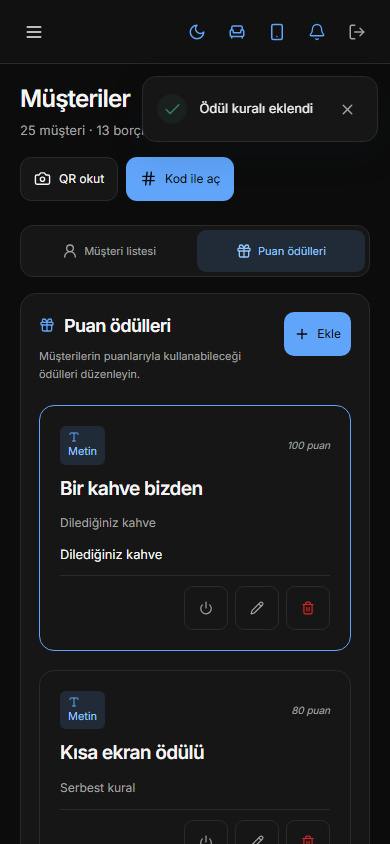 Müşteriler
Ödül kuralı eklendi
25 müşteri · 13
QR okut
Kod ile aç
Müşteri listesi
Puan ödülleri
Puan ödülleri
Ekle
Müşterilerin puanlarıyla kullanabileceği
ödülleri düzenleyin.
Metin
100 puan
Bir kahve bizden
Dilediğiniz kahve
Dilediğiniz kahve
Metin
80 puan
Kısa ekran ödülü
Serbest kural